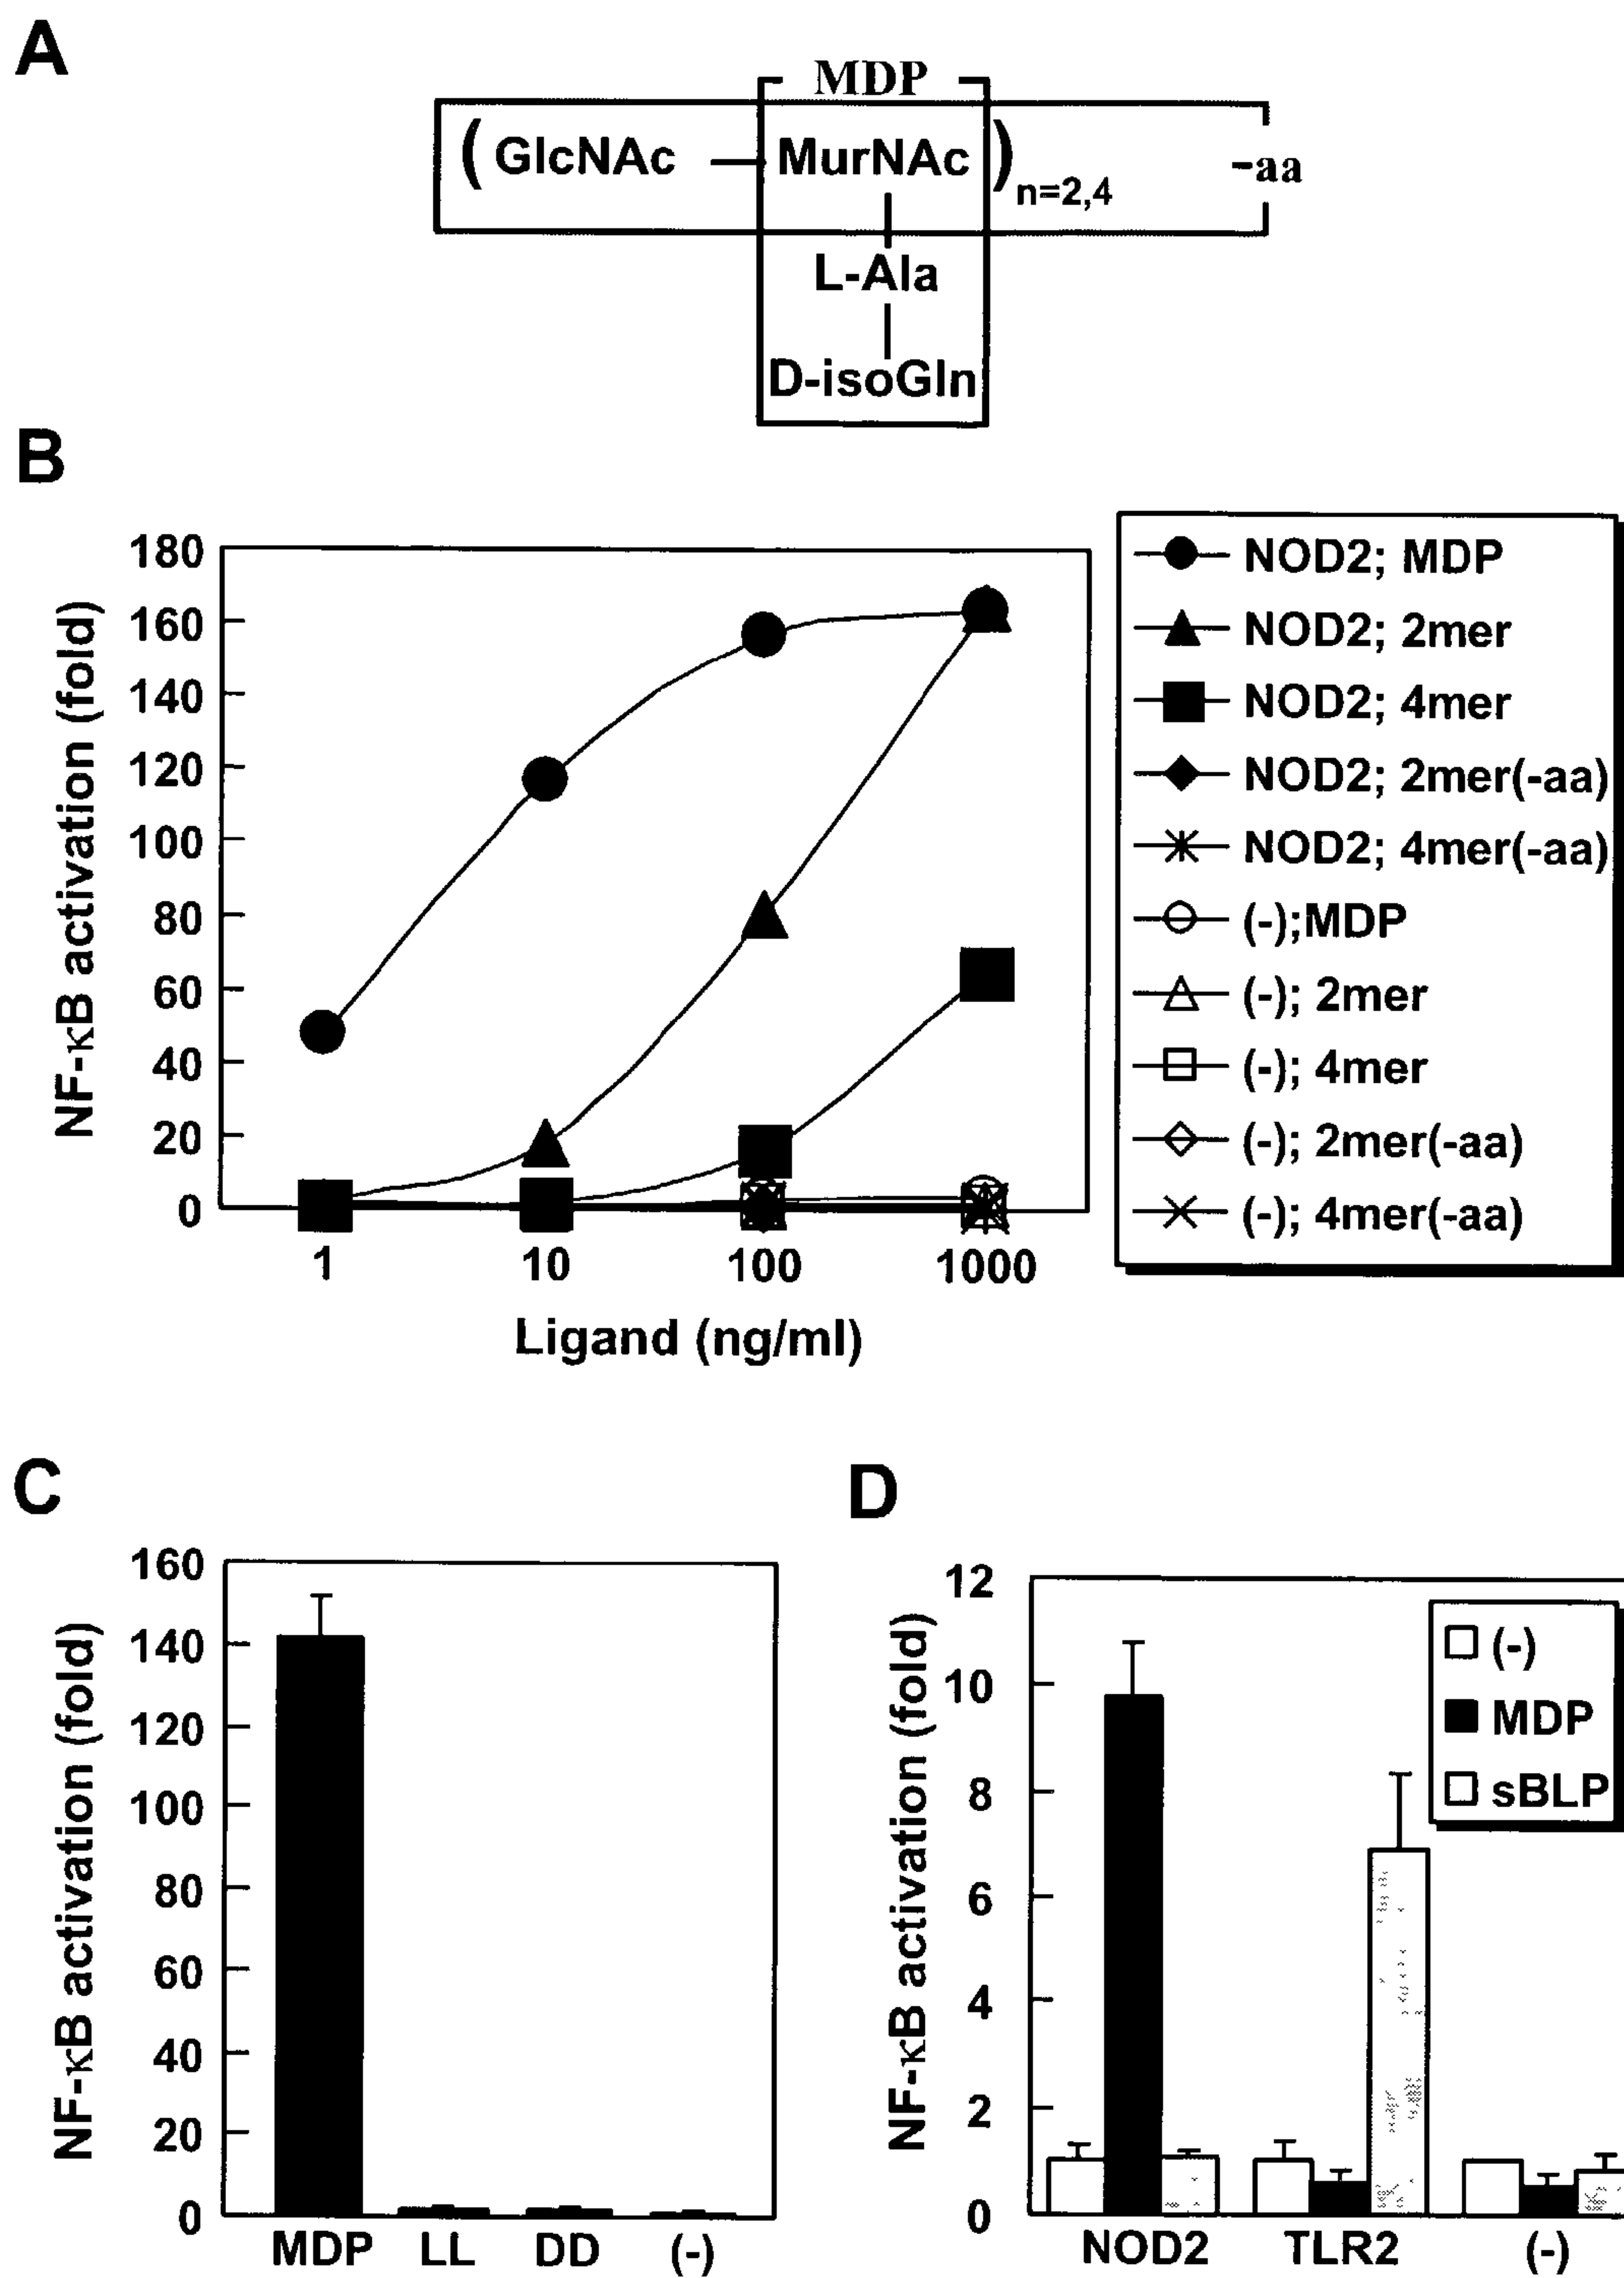 A
MDP
( GlcNAc — MurNAc ) n=2,4 -aa
L-Ala
D-isoGln
B
NF-κB activation (fold)
180
160
140
120
100
80
60
40
20
0
1 10 100 1000
Ligand (ng/ml)
NOD2; MDP
NOD2; 2mer
NOD2; 4mer
NOD2; 2mer(-aa)
NOD2; 4mer(-aa)
(-);MDP
(-); 2mer
(-); 4mer
(-); 2mer(-aa)
(-); 4mer(-aa)
C
NF-κB activation (fold)
160
140
120
100
80
60
40
20
0
MDP LL DD (-)
D
NF-κB activation (fold)
12
10
8
6
4
2
0
(-)
MDP
sBLP
NOD2 TLR2 (-)